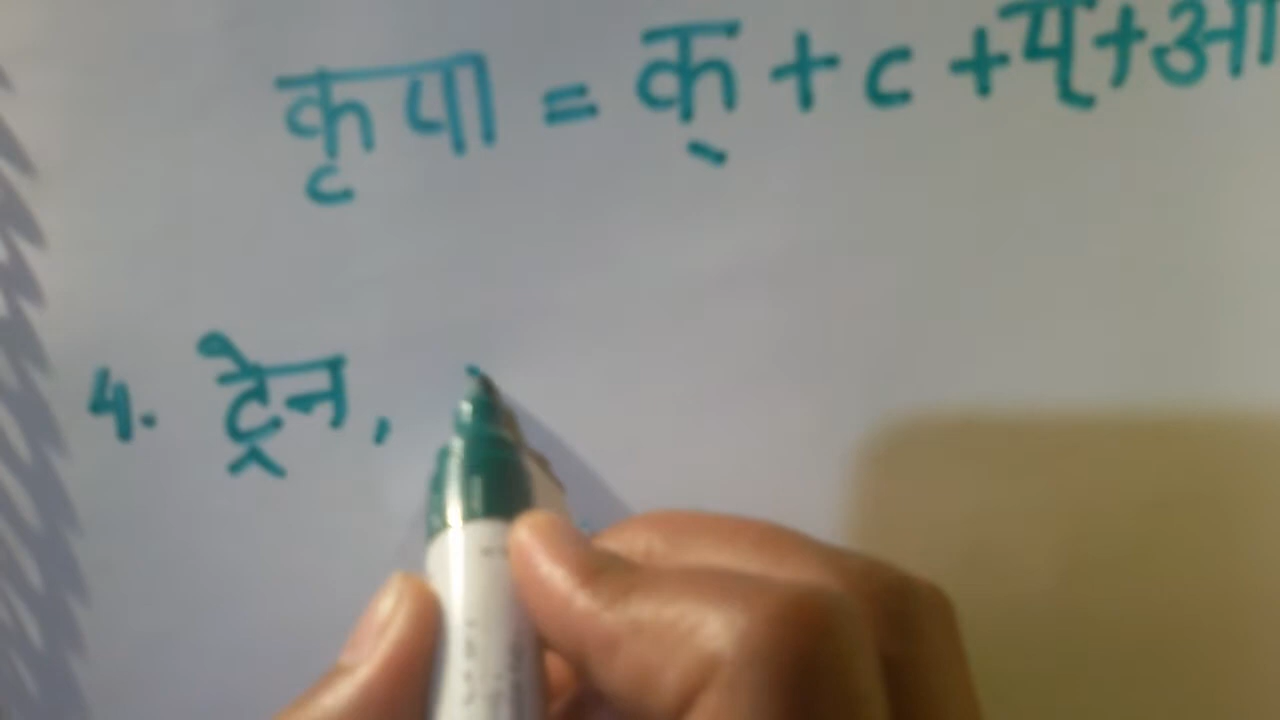 कृपा = क् + c + प् + आ
4. ट्रेन,